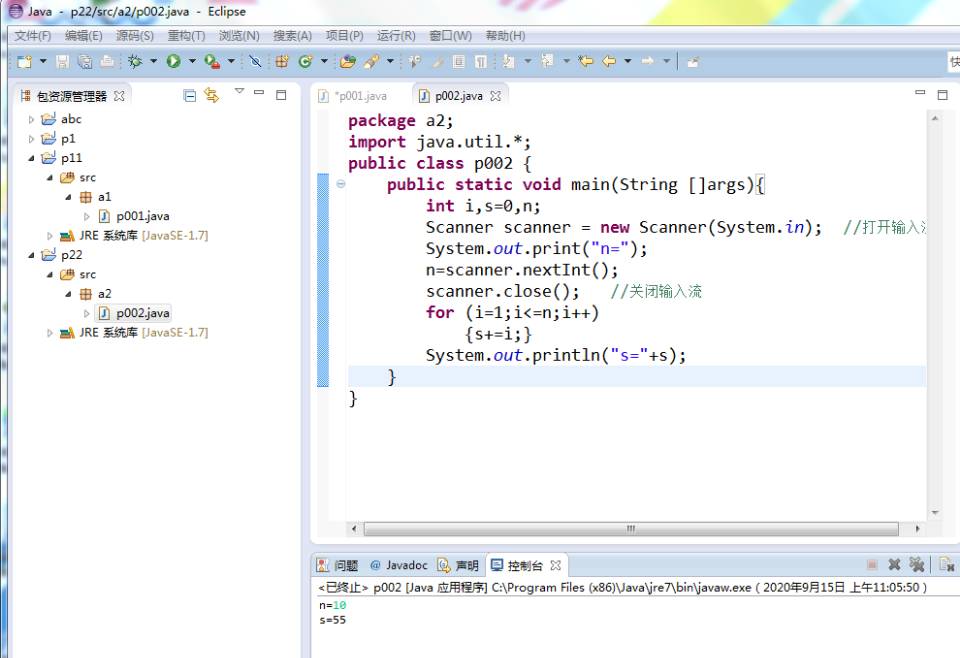 Java - p22/src/a2/p002.java - Eclipse
文件(F) 编辑(E) 源码(S) 重构(T) 浏览(N) 搜索(A) 项目(P) 运行(R) 窗口(W) 帮助(H)
快
包资源管理器
abc
p1
p11
src
a1
p001.java
JRE 系统库 [JavaSE-1.7]
p22
src
a2
p002.java
JRE 系统库 [JavaSE-1.7]
*p001.java p002.java
package a2;
import java.util.*;
public class p002 {
public static void main(String []args){
int i,s=0,n;
Scanner scanner = new Scanner(System.in); //打开输入
System.out.print("n=");
n=scanner.nextInt();
scanner.close(); //关闭输入流
for (i=1;i<=n;i++)
{s+=i;}
System.out.println("s="+s);
}
}
问题 @ Javadoc 声明 控制台
<已终止> p002 [Java 应用程序] C:\Program Files (x86)\Java\jre7\bin\javaw.exe ( 2020年9月15日 上午11:05:50 )
n=10
s=55